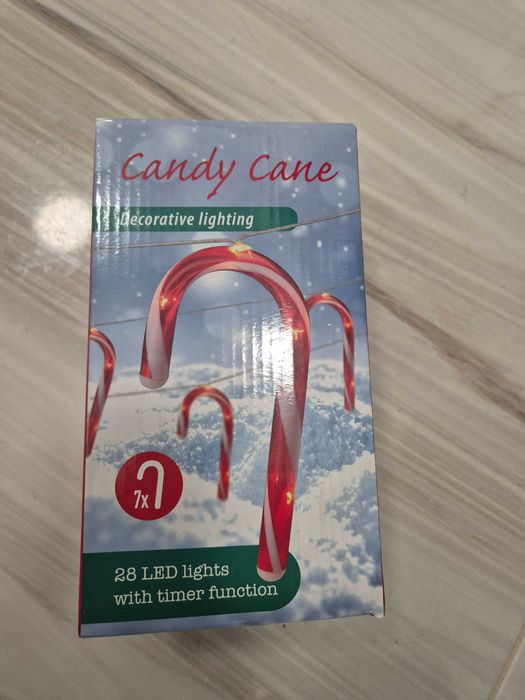 Candy Cane
Decorative lighting
7x
28 LED lights
with timer function